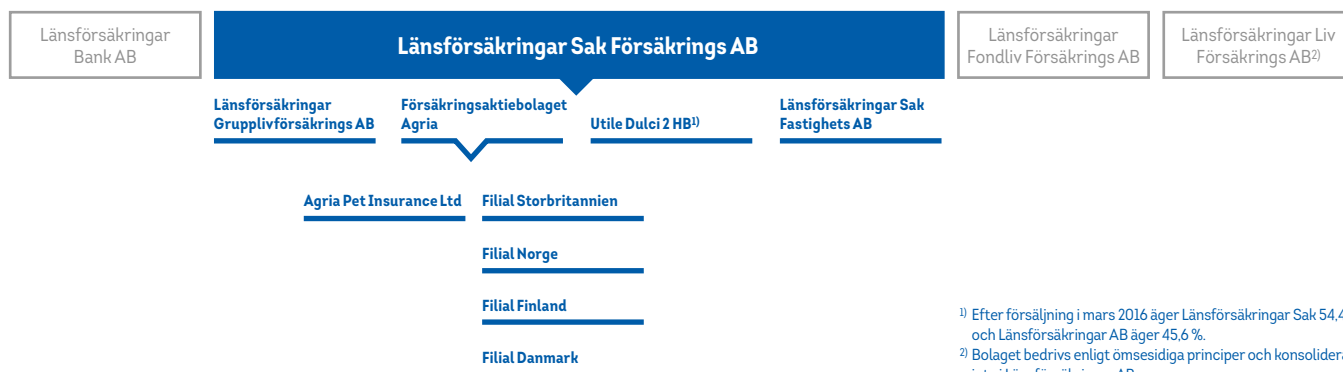 Länsförsäkringar
Bank AB
Länsförsäkringar Sak Försäkrings AB
Länsförsäkringar
Fondliv Försäkrings AB
Länsförsäkringar Liv
Försäkrings AB2)
Länsförsäkringar
Grupplivförsäkrings AB
Försäkringsaktiebolaget
Agria
Utile Dulci 2 HB1)
Länsförsäkringar Sak
Fastighets AB
Agria Pet Insurance Ltd
Filial Storbritannien
Filial Norge
Filial Finland
Filial Danmark
1) Efter försäljning i mars 2016 äger Länsförsäkringar Sak 54,4
och Länsförsäkringar AB äger 45,6 %.
2) Bolaget bedrivs enligt ömsesidiga principer och